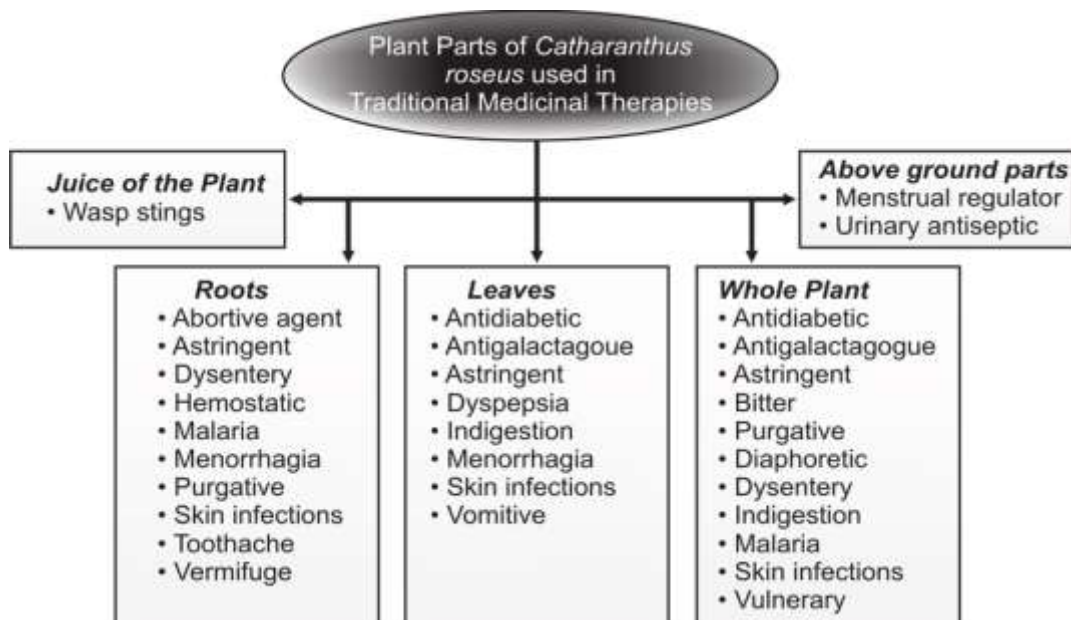 Plant Parts of Catharanthus
roseus used in
Traditional Medicinal Therapies
Juice of the Plant
• Wasp stings
Above ground parts
• Menstrual regulator
• Urinary antiseptic
Roots
• Abortive agent
• Astringent
• Dysentery
• Hemostatic
• Malaria
• Menorrhagia
• Purgative
• Skin infections
• Toothache
• Vermifuge
Leaves
• Antidiabetic
• Antigalactagoue
• Astringent
• Dyspepsia
• Indigestion
• Menorrhagia
• Skin infections
• Vomitive
Whole Plant
• Antidiabetic
• Antigalactagogue
• Astringent
• Bitter
• Purgative
• Diaphoretic
• Dysentery
• Indigestion
• Malaria
• Skin infections
• Vulnerary